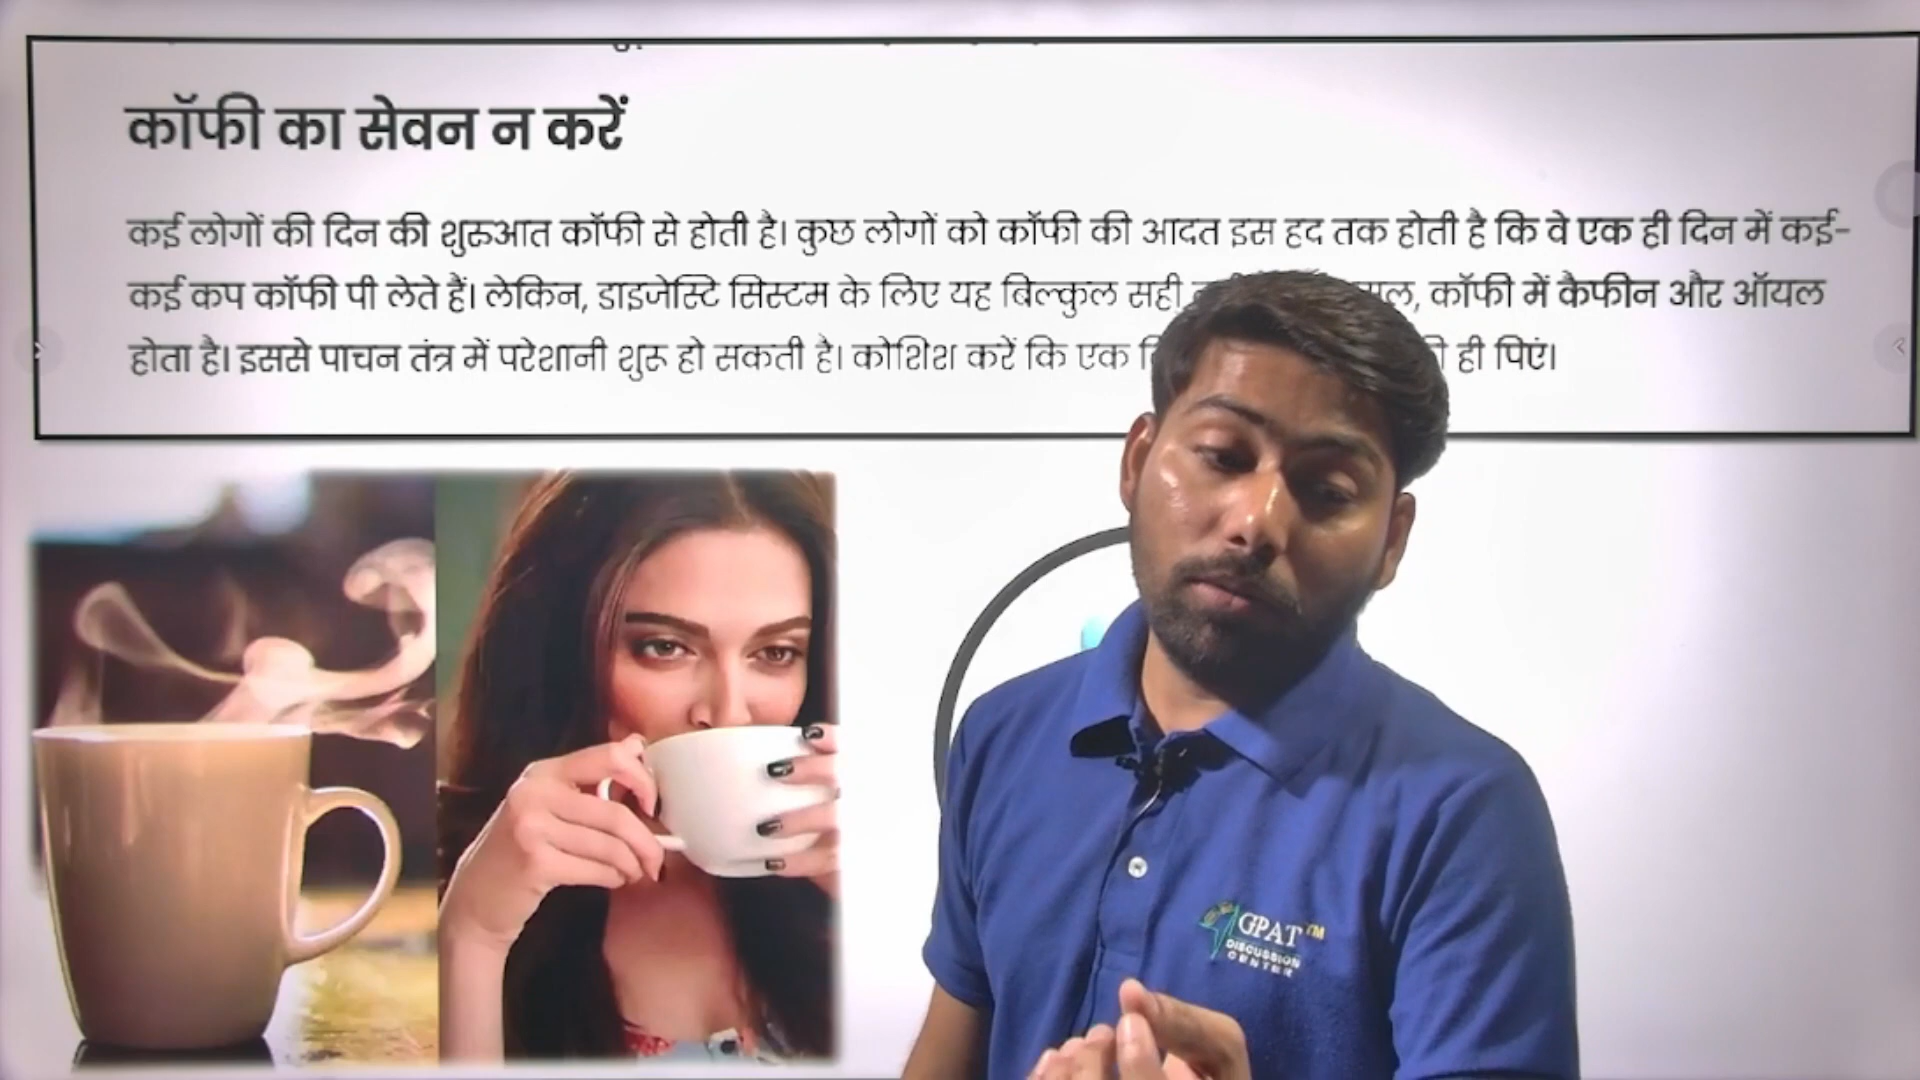 कॉफी का सेवन न करें
कई लोगों की दिन की शुरुआत कॉफी से होती है। कुछ लोगों को कॉफी की आदत इस हद तक होती है कि वे एक ही दिन में कई-
कई कप कॉफी पी लेते हैं। लेकिन, डाइजेस्टि सिस्टम के लिए यह बिल्कुल सही कॉफी में कैफीन और ऑयल
होता है। इससे पाचन तंत्र में परेशानी शुरू हो सकती है। कोशिश करें कि एक ही पिएं।
GPAT™
DISCUSSION
CENTER